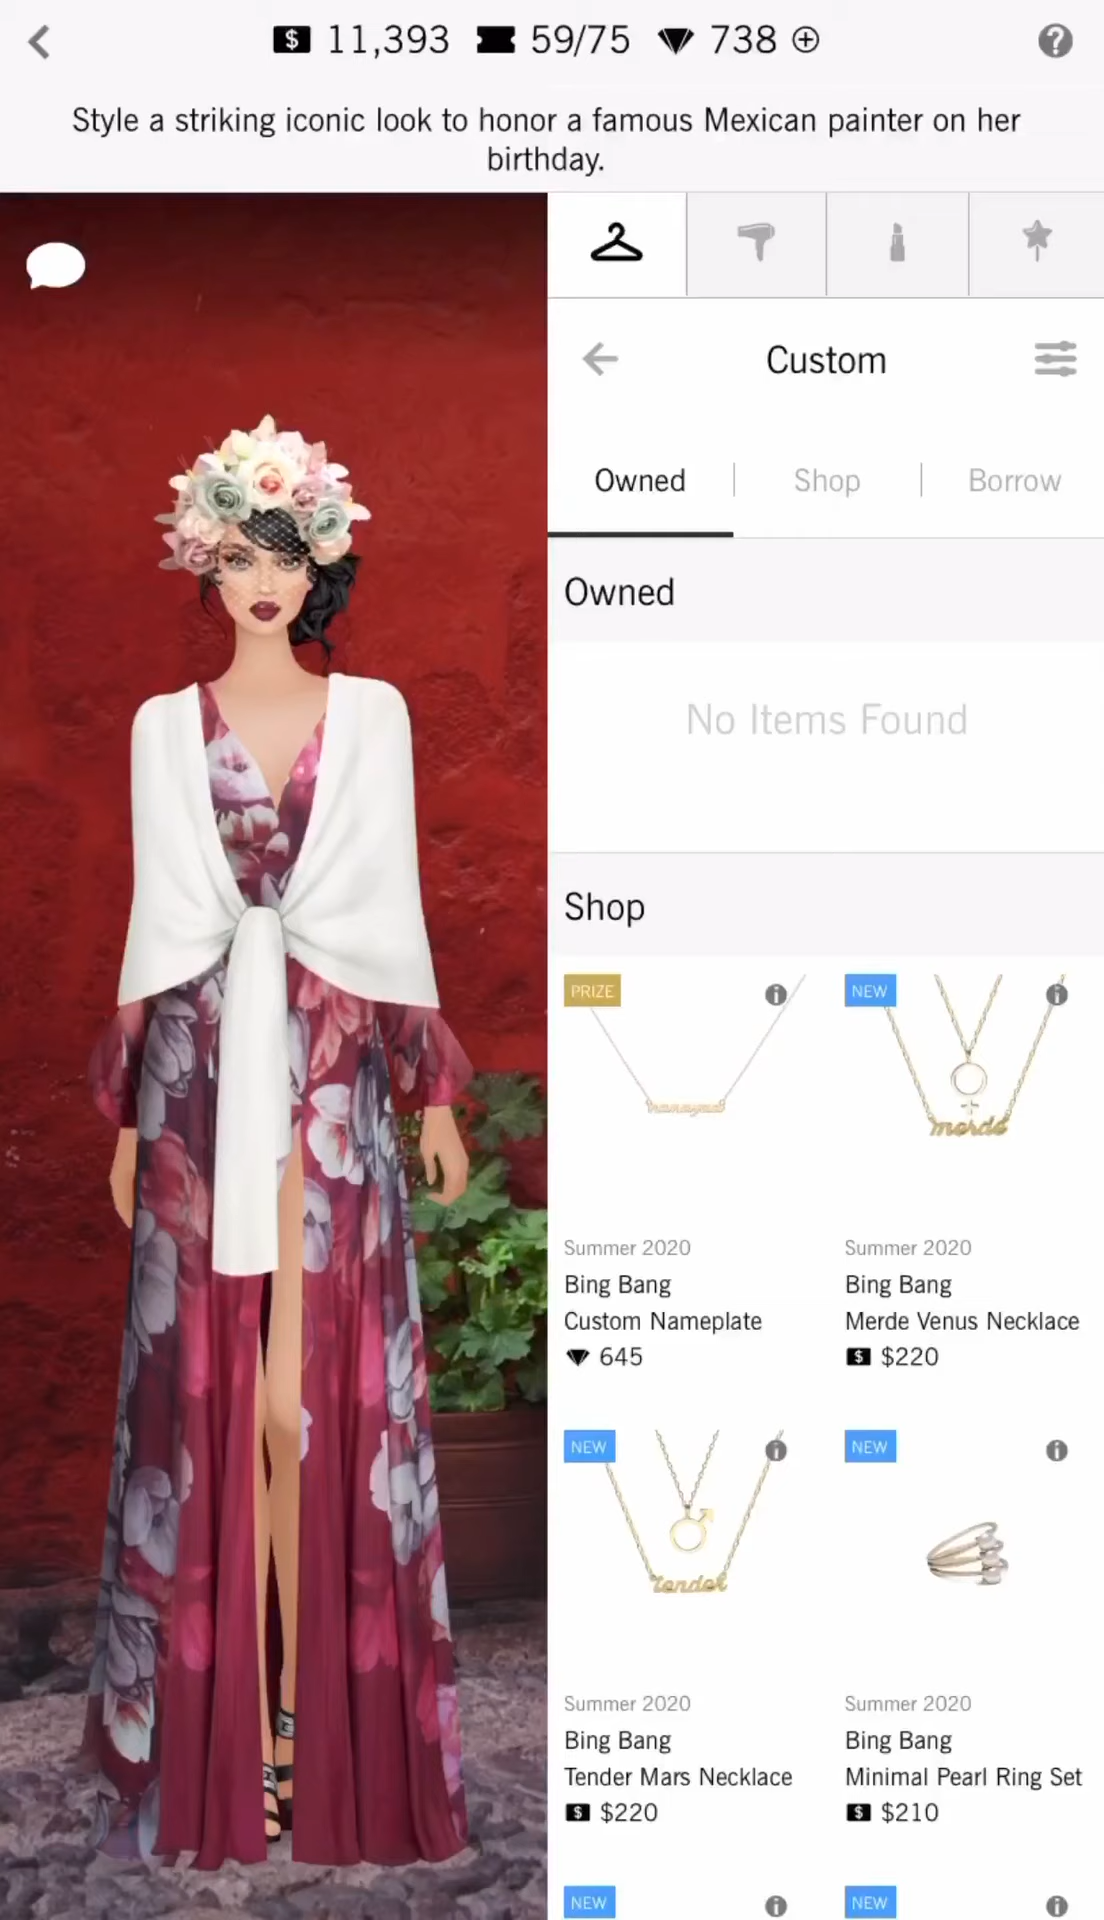 11,393 59/75 738
Style a striking iconic look to honor a famous Mexican painter on her
birthday.
Custom
Owned Shop Borrow
Owned
No Items Found
Shop
PRIZE
NEW
merde
Summer 2020
Bing Bang
Custom Nameplate
645
Summer 2020
Bing Bang
Merde Venus Necklace
$ $220
NEW
tender
NEW
Summer 2020
Bing Bang
Tender Mars Necklace
$ $220
Summer 2020
Bing Bang
Minimal Pearl Ring Set
$ $210
NEW
NEW